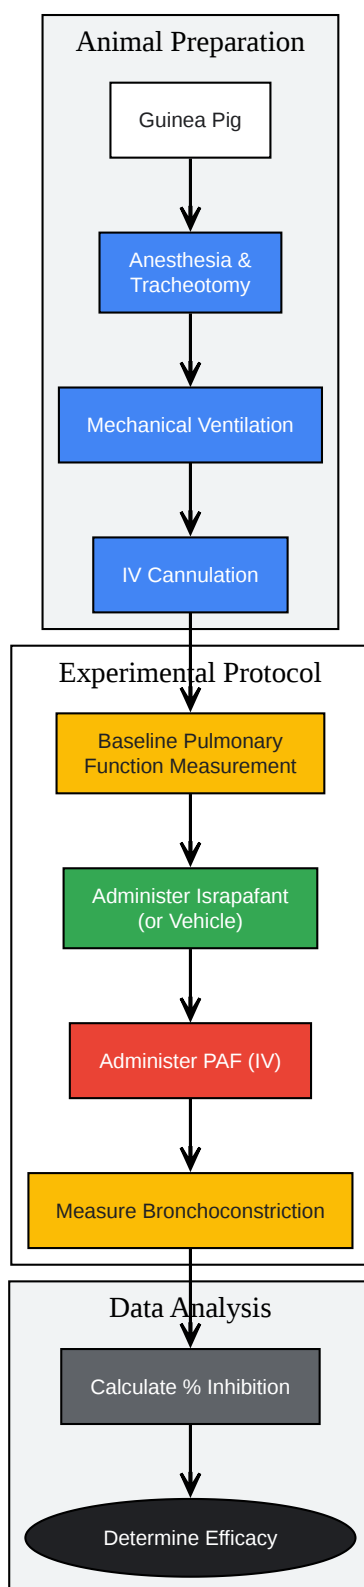 Animal Preparation
Guinea Pig
Anesthesia &
Tracheotomy
Mechanical Ventilation
IV Cannulation
Experimental Protocol
Baseline Pulmonary
Function Measurement
Administer Israpafant
(or Vehicle)
Administer PAF (IV)
Measure Bronchoconstriction
Data Analysis
Calculate % Inhibition
Determine Efficacy